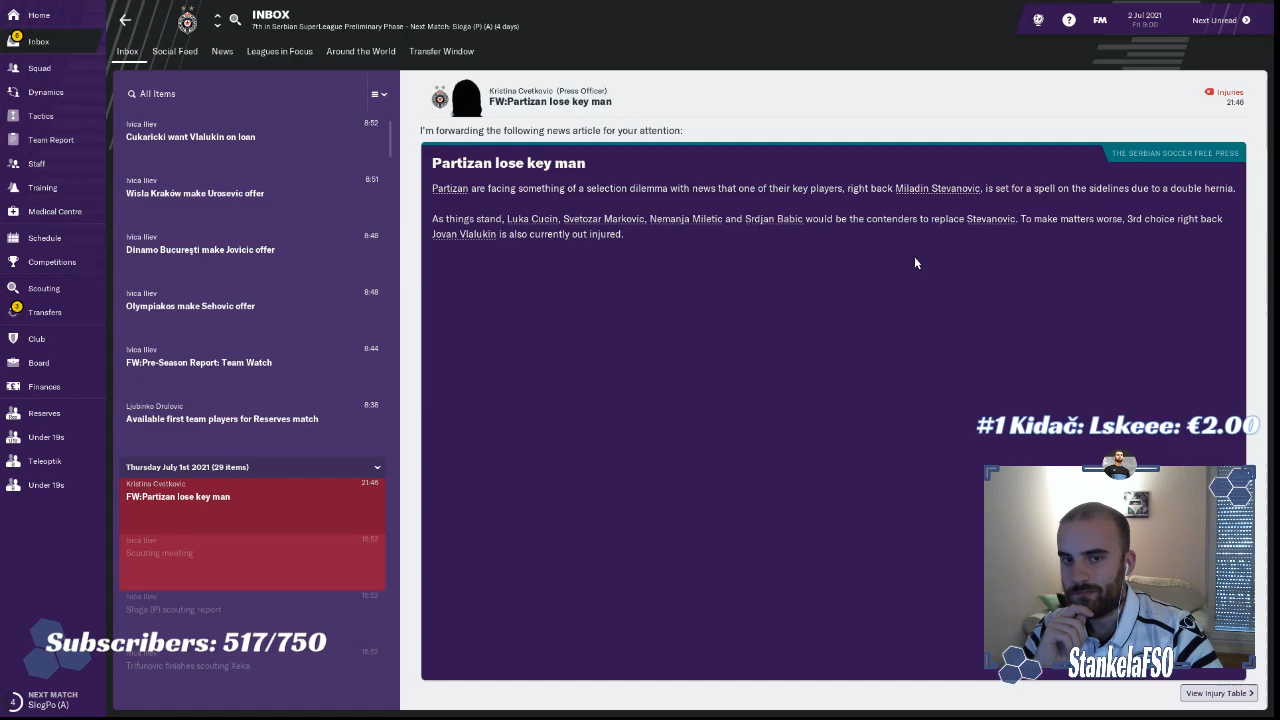 Home
6
Inbox
Squad
Dynamics
Tactics
Team Report
Staff
Training
Medical Centre
Schedule
Competitions
Scouting
3
Transfers
Club
Board
Finances
Reserves
Under 19s
Teleoptik
Under 19s
4
NEXT MATCH
SlogPo (A)
INBOX
7th in Serbian SuperLeague Preliminary Phase - Next Match: Sloga (P) (A) (4 days)
FM
2 Jul 2021
Fri 9:00
Next Unread
Inbox
Social Feed
News
Leagues in Focus
Around the World
Transfer Window
All Items
Ivica Iliev
8:52
Cukaricki want Vlalukin on loan
Ivica Iliev
8:51
Wisla Kraków make Urosevic offer
Ivica Iliev
8:48
Dinamo Bucureşti make Jovicic offer
Ivica Iliev
8:48
Olympiakos make Sehovic offer
Ivica Iliev
8:44
FW:Pre-Season Report: Team Watch
Ljubinko Drulovic
8:38
Available first team players for Reserves match
Thursday July 1st 2021 (29 items)
Kristina Cvetkovic
21:46
FW:Partizan lose key man
Ivica Iliev
16:53
Scouting meeting
Ivica Iliev
16:52
Sloga (P) scouting report
Ivica Iliev
16:52
Trifunovic finishes scouting Xeka
Kristina Cvetkovic (Press Officer)
FW:Partizan lose key man
Injuries
21:46
I'm forwarding the following news article for your attention:
Partizan lose key man
THE SERBIAN SOCCER FREE PRESS
Partizan are facing something of a selection dilemma with news that one of their key players, right back Miladin Stevanovic, is set for a spell on the sidelines due to a double hernia.
As things stand, Luka Cucin, Svetozar Markovic, Nemanja Miletic and Srdjan Babic would be the contenders to replace Stevanovic. To make matters worse, 3rd choice right back
Jovan Vlalukin is also currently out injured.
#1 Kidač: Lskeee: €2.00
Subscribers: 517/750
StankelaFSO
View Injury Table